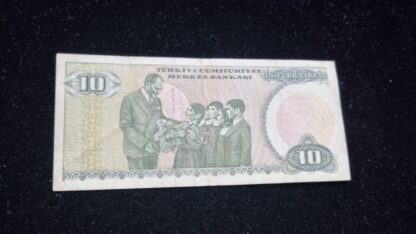 TÜRKİYE CUMHURİYET
MERKEZ BANKASI
ON TÜRK LİRASI
10
10